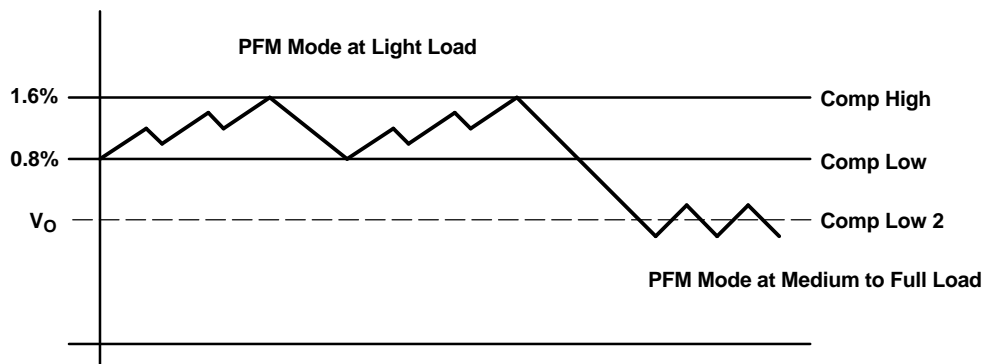 PFM Mode at Light Load
1.6%
Comp High
0.8%
Comp Low
VO
Comp Low 2
PFM Mode at Medium to Full Load